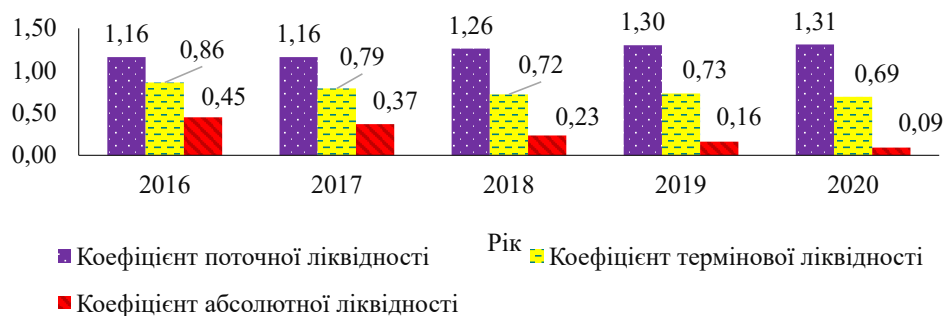 1,50
1,00
0,50
0,00
1,16 0,86 0,45
1,16 0,79 0,37
1,26 0,72 0,23
1,30 0,73 0,16
1,31 0,69 0,09
2016 2017 2018 2019 2020
Рік
Коефіцієнт поточної ліквідності Коефіцієнт термінової ліквідності
Коефіцієнт абсолютної ліквідності